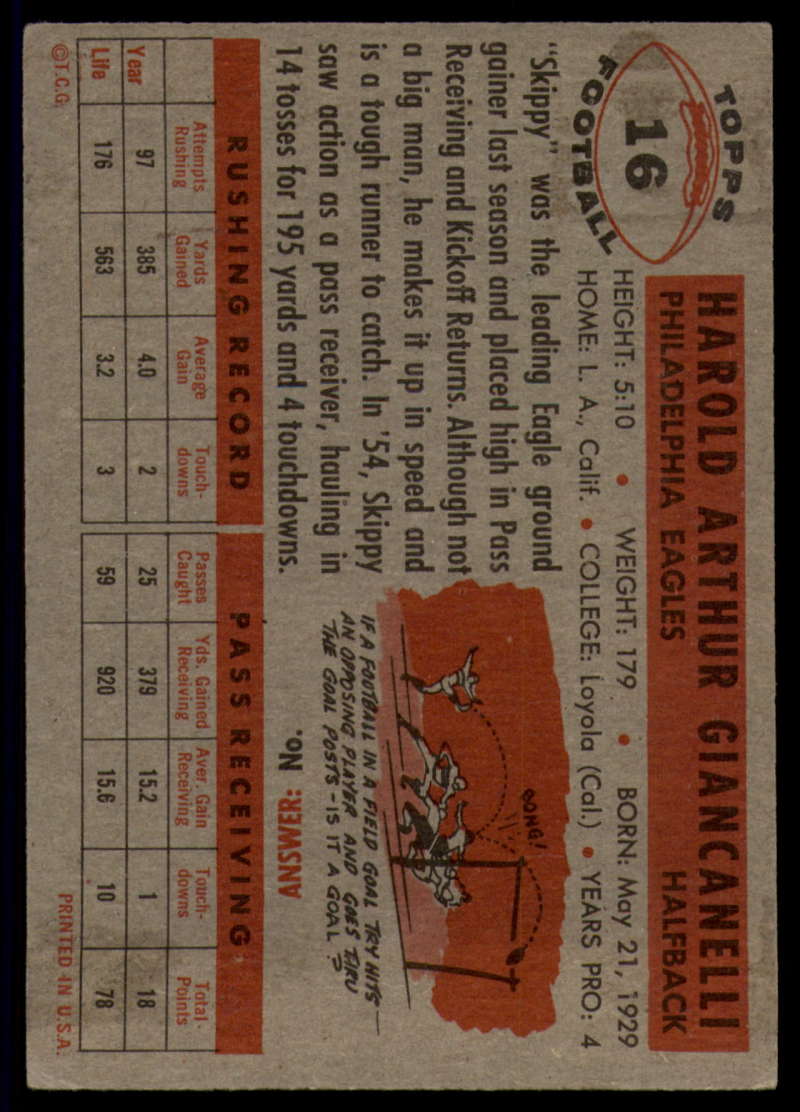 TOPPS
16
FOOTBALL
HAROLD ARTHUR GIANCANELLI
PHILADELPHIA EAGLES HALFBACK
HEIGHT: 5:10 • WEIGHT: 179 • BORN: May 21, 1929
HOME: L. A., Calif. • COLLEGE: Loyola (Cal.) • YEARS PRO: 4
"Skippy" was the leading Eagle ground
gainer last season and placed high in Pass
Receiving and Kickoff Returns. Although not
a big man, he makes it up in speed and
is a tough runner to catch. In '54, Skippy
saw action as a pass receiver, hauling in
14 tosses for 195 yards and 4 touchdowns.
BONG!
IF A FOOTBALL IN A FIELD GOAL TRY HITS
AN OPPOSING PLAYER AND GOES THRU
THE GOAL POSTS - IS IT A GOAL?
ANSWER: No.
RUSHING RECORD PASS RECEIVING
Attempts Rushing Yards Gained Average Gain Touch-downs Passes Caught Yds. Gained Receiving Aver. Gain Receiving Touch-downs Total Points
Year 97 385 4.0 2 25 379 15.2 1 18
Life 176 563 3.2 3 59 920 15.6 10 78
©T.C.G. PRINTED IN U.S.A.